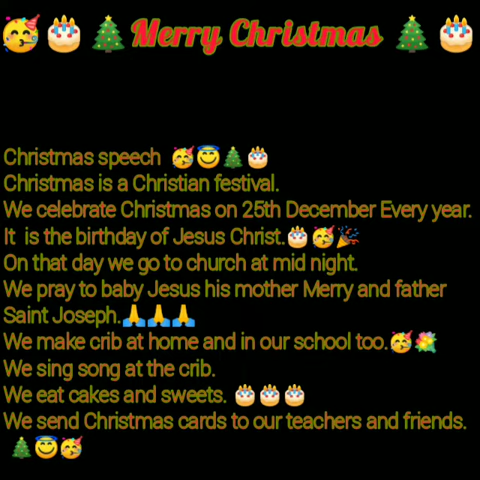 🥳🎂🎄Merry Christmas 🎄🎂
Christmas speech 🥳😇🎄🎂
Christmas is a Christian festival.
We celebrate Christmas on 25th December Every year.
It is the birthday of Jesus Christ.🎂🥳🎉
On that day we go to church at mid night.
We pray to baby Jesus his mother Merry and father
Saint Joseph.🙏🙏🙏
We make crib at home and in our school too.🥳💐
We sing song at the crib.
We eat cakes and sweets. 🎂🎂🎂
We send Christmas cards to our teachers and friends.
🎄😇🥳